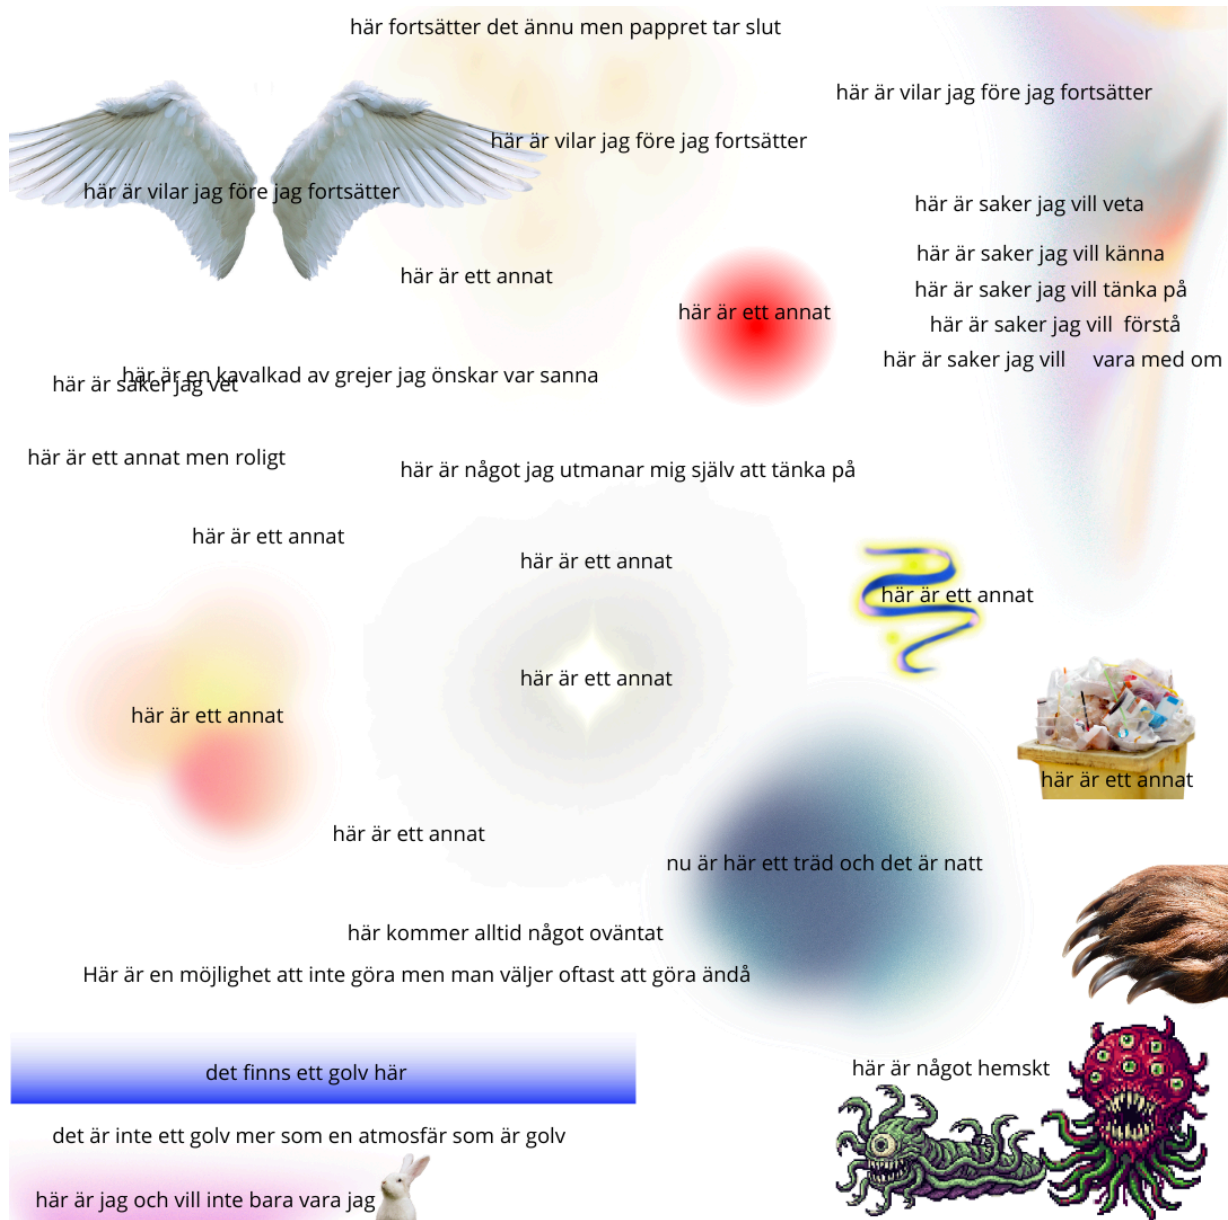 här fortsätter det ännu men pappret tar slut
här är vilar jag före jag fortsätter
här är vilar jag före jag fortsätter
här är vilar jag före jag fortsätter
här är saker jag vill veta
här är saker jag vill känna
här är ett annat
här är saker jag vill tänka på
här är ett annat
här är saker jag vill förstå
här är saker jag vill vara med om
här är en kavalkad av grejer jag önskar var sanna
här är saker jag vet
här är ett annat men roligt
här är något jag utmanar mig själv att tänka på
här är ett annat
här är ett annat
här är ett annat
här är ett annat
här är ett annat
här är ett annat
här är ett annat
nu är här ett träd och det är natt
här kommer alltid något oväntat
Här är en möjlighet att inte göra men man väljer oftast att göra ändå
här är något hemskt
det finns ett golv här
det är inte ett golv mer som en atmosfär som är golv
här är jag och vill inte bara vara jag